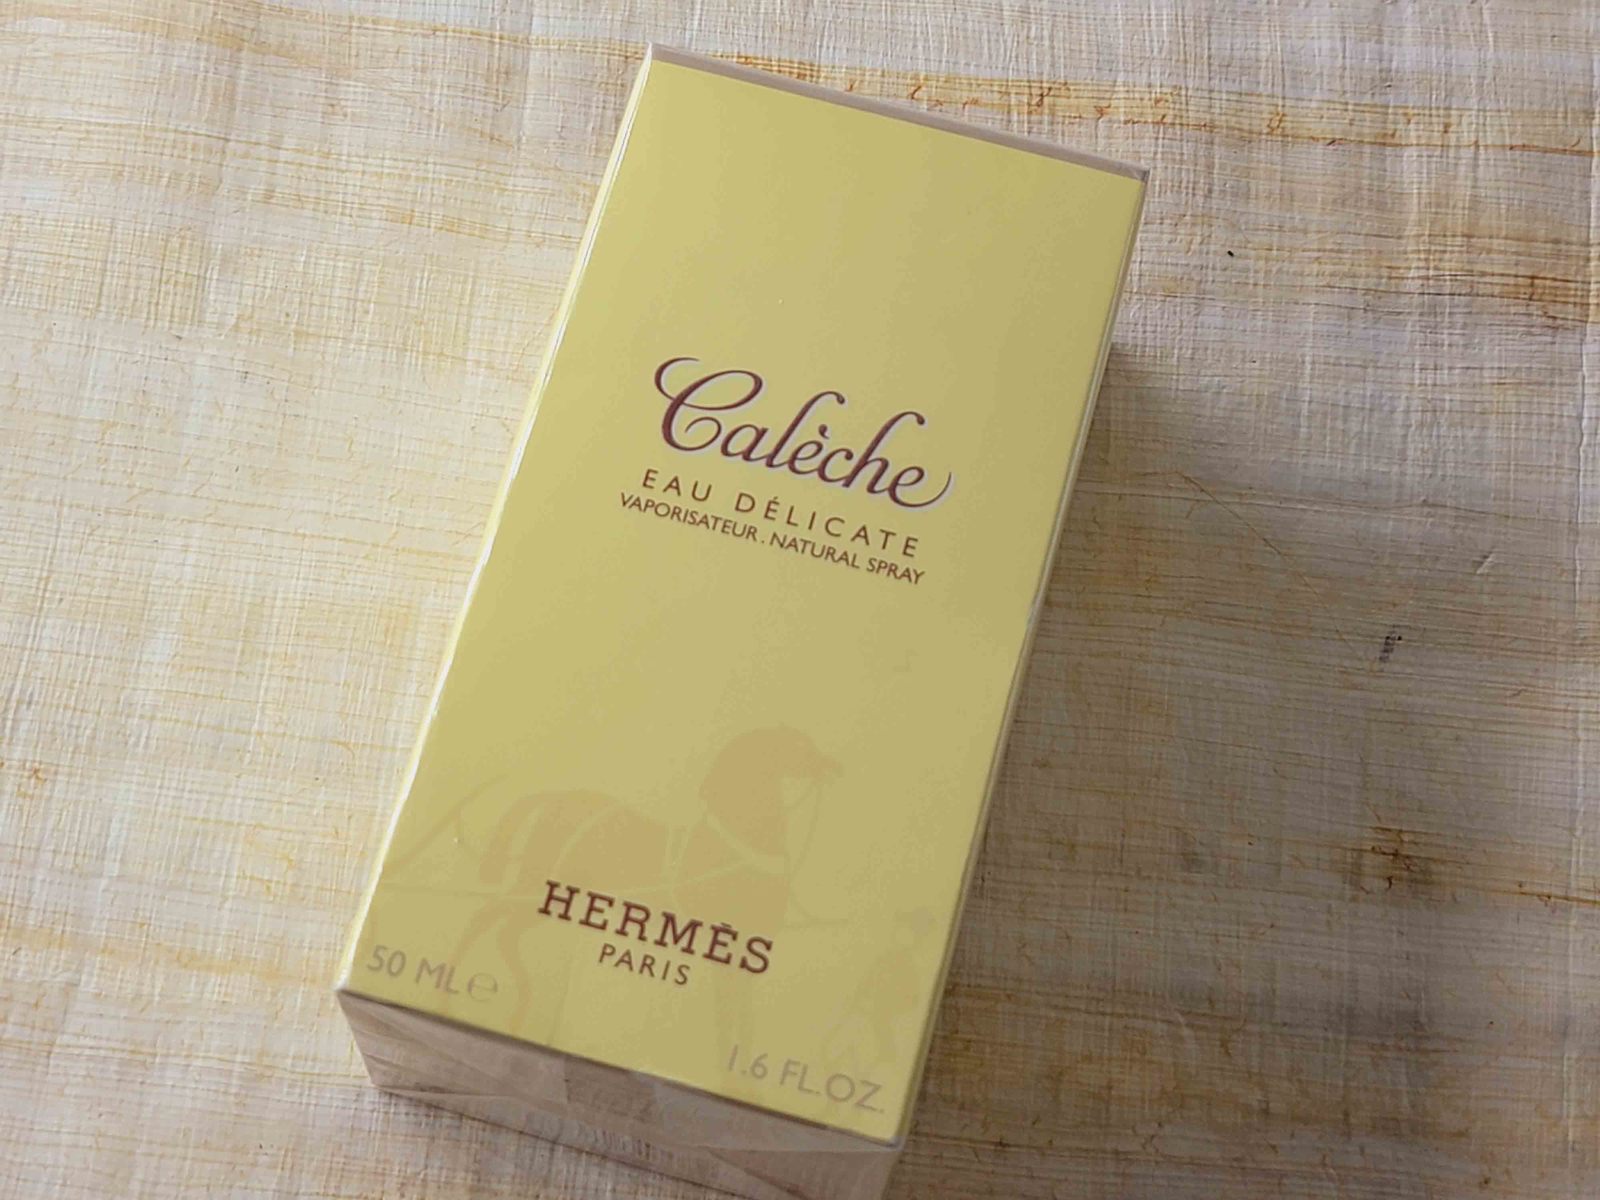 Calèche
EAU DÉLICATE
VAPORISATEUR . NATURAL SPRAY
HERMÈS
PARIS
50 ML ℮
1.6 FL.OZ.